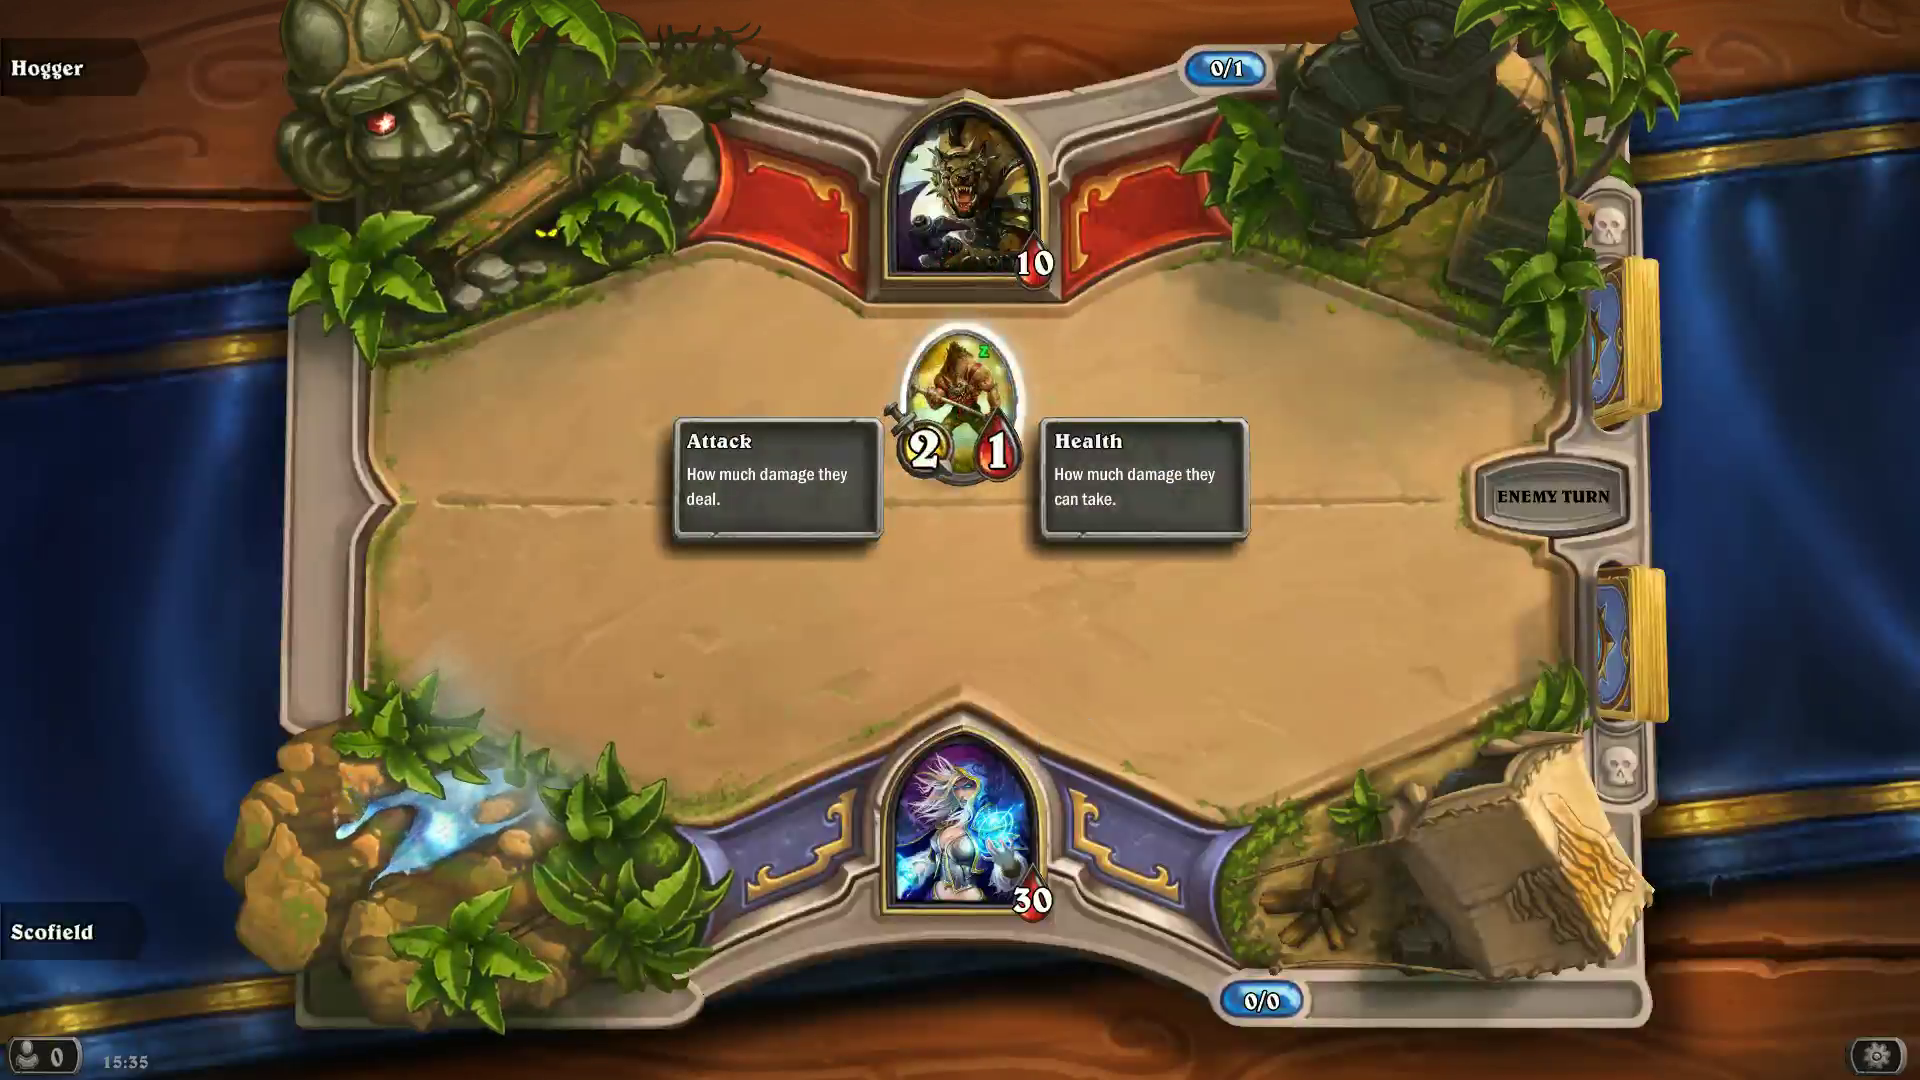 Hogger
0/1
10
z
2
1
Attack
How much damage they
deal.
Health
How much damage they
can take.
ENEMY TURN
30
Scofield
0/0
0
15:35